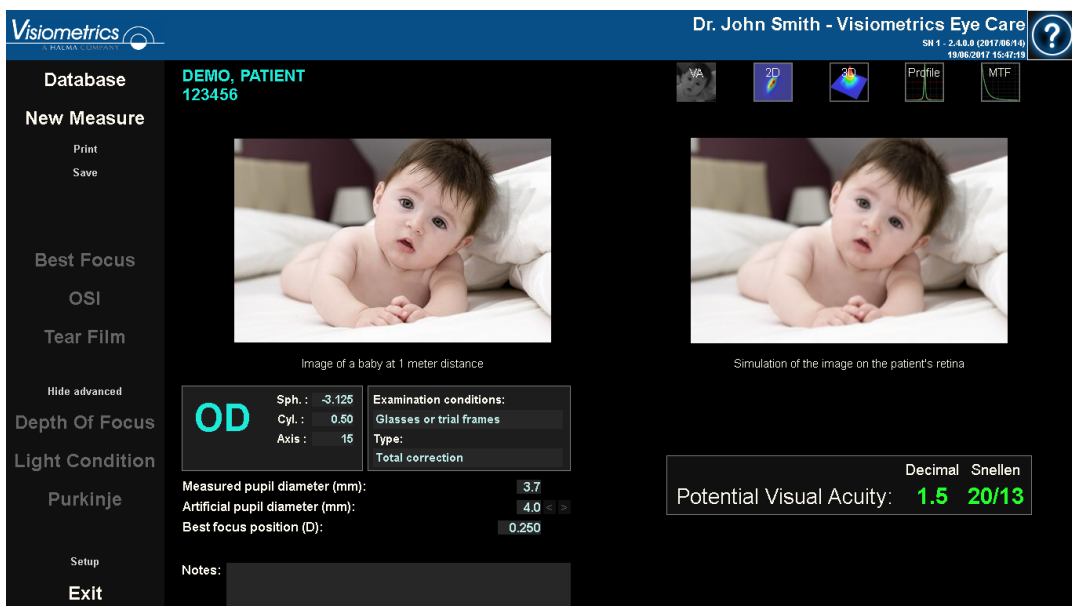 Visiometrics
A HALMA COMPANY
Dr. John Smith - Visiometrics Eye Care
SN 1 - 2.4.0.0 (2017/06/14)
19/06/2017 15:47:19
?
Database
New Measure
Print
Save
Best Focus
OSI
Tear Film
Hide advanced
Depth Of Focus
Light Condition
Purkinje
Setup
Exit
DEMO, PATIENT
123456
VA
2D
3D
Profile
MTF
Image of a baby at 1 meter distance
Simulation of the image on the patient's retina
OD
Sph. : -3.125
Cyl. : 0.50
Axis : 15
Examination conditions:
Glasses or trial frames
Type:
Total correction
Measured pupil diameter (mm): 3.7
Artificial pupil diameter (mm): 4.0 < >
Best focus position (D): 0.250
Notes:
Decimal Snellen
Potential Visual Acuity: 1.5 20/13